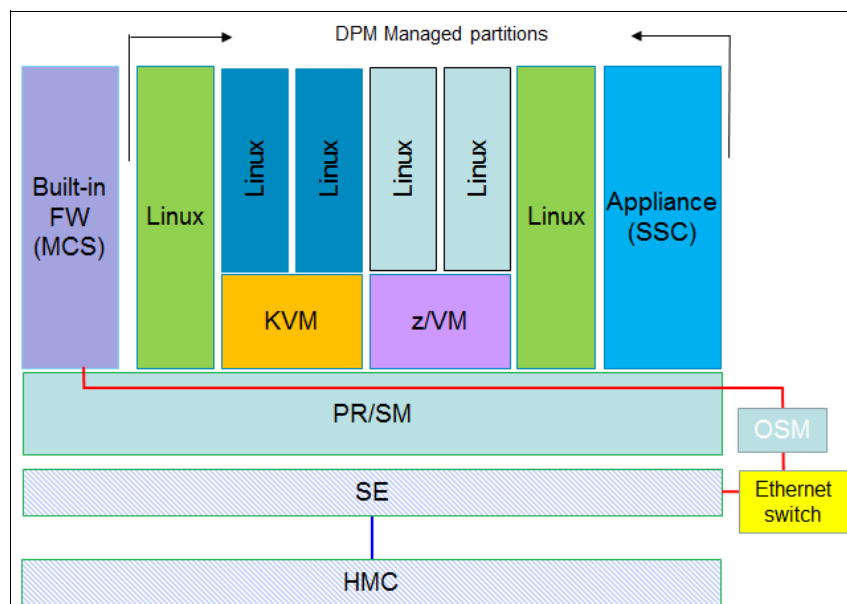 DPM Managed partitions
Built-in
FW
(MCS)
Linux
Linux
Linux
Linux
Linux
Linux
Appliance
(SSC)
KVM
z/VM
PR/SM
OSM
SE
Ethernet
switch
HMC